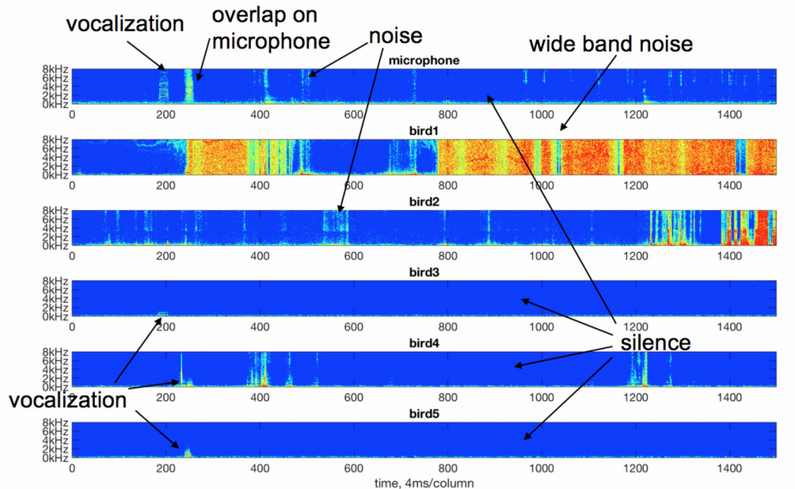 vocalization
overlap on
microphone
noise
wide band noise
microphone
8kHz
6kHz
4kHz
2kHz
0kHz
0 200 400 600 800 1000 1200 1400
bird1
8kHz
6kHz
4kHz
2kHz
0kHz
0 200 400 600 800 1000 1200 1400
bird2
8kHz
6kHz
4kHz
2kHz
0kHz
0 200 400 600 800 1000 1200 1400
bird3
8kHz
6kHz
4kHz
2kHz
0kHz
0 200 400 600 800 1000 1200 1400
silence
bird4
8kHz
6kHz
4kHz
2kHz
0kHz
0 200 400 600 800 1000 1200 1400
vocalization
bird5
8kHz
6kHz
4kHz
2kHz
0kHz
0 200 400 600 800 1000 1200 1400
time, 4ms/column